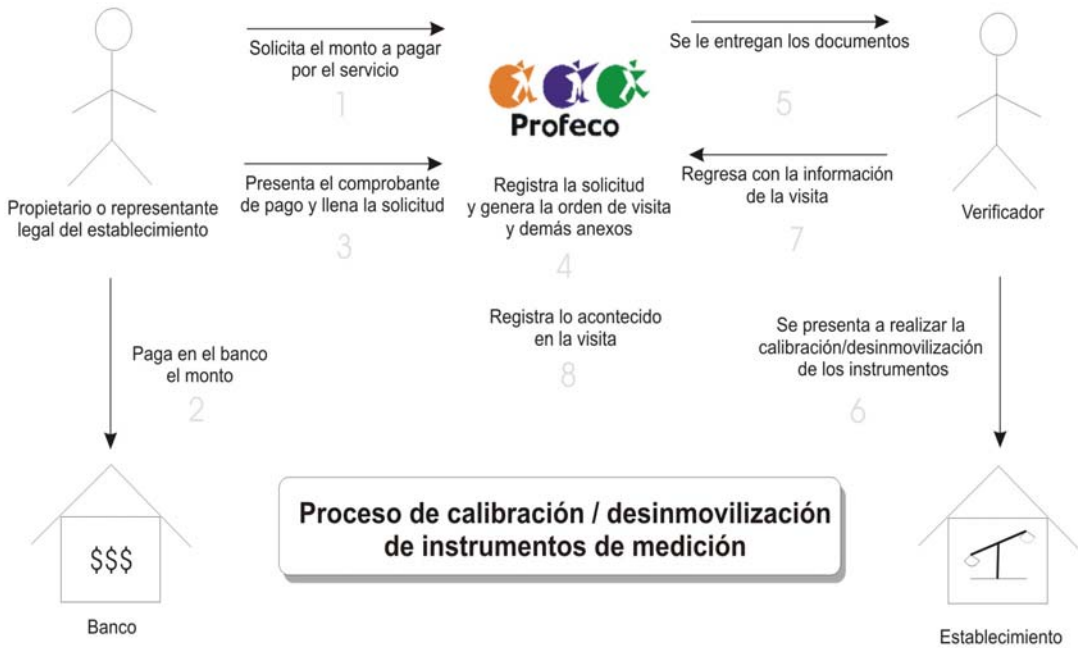 Solicita el monto a pagar
por el servicio
1
Profeco
Se le entregan los documentos
5
Propietario o representante
legal del establecimiento
Presenta el comprobante
de pago y llena la solicitud
3
Registra la solicitud
y genera la orden de visita
y demás anexos
4
Regresa con la información
de la visita
7
Verificador
Paga en el banco
el monto
2
Registra lo acontecido
en la visita
8
Se presenta a realizar la
calibración/desinmovilización
de los instrumentos
6
$$$
Banco
Proceso de calibración / desinmovilización
de instrumentos de medición
Establecimiento